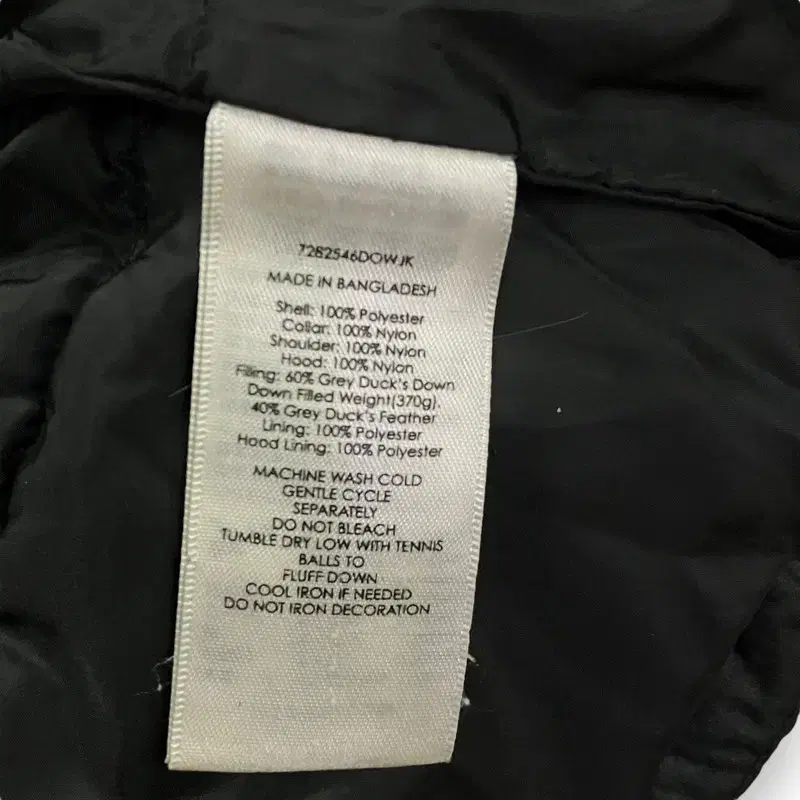 7282546DOWJK
MADE IN BANGLADESH
Shell: 100% Polyester
Collar: 100% Nylon
Shoulder: 100% Nylon
Hood: 100% Nylon
Filling: 60% Grey Duck's Down
Down Filled Weight(370g).
40% Grey Duck's Feather
Lining: 100% Polyester
Hood Lining: 100% Polyester
MACHINE WASH COLD
GENTLE CYCLE
SEPARATELY
DO NOT BLEACH
TUMBLE DRY LOW WITH TENNIS
BALLS TO
FLUFF DOWN
COOL IRON IF NEEDED
DO NOT IRON DECORATION